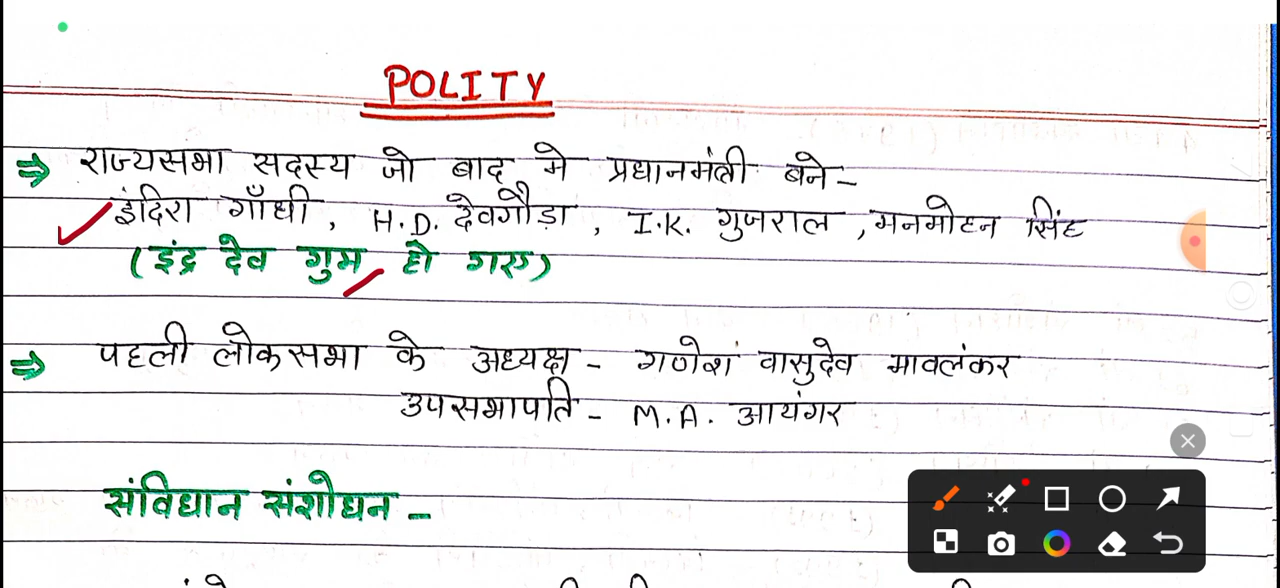 POLITY
⇒ राज्यसभा सदस्य जो बाद मे प्रधानमंत्री बने -
इंदिरा गाँधी, H.D. देवगौड़ा, I.K. गुजराल, मनमोहन सिंह
(इंद्र देव गुम हो गए)
⇒ पहली लोकसभा के अध्यक्ष - गणेश वासुदेव मावलंकर
उपसभापति - M.A. आयंगर
संविधान संशोधन -